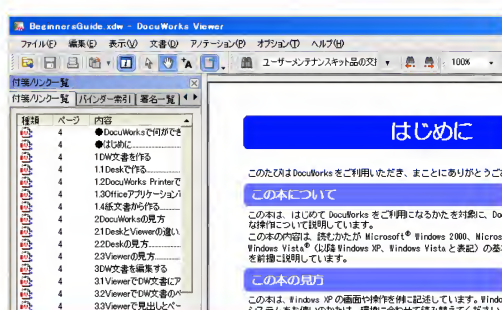 BeginnersGuide.xdw - DocuWorks Viewer
ファイル(F) 編集(E) 表示(V) 文書(D) アノテーション(P) オプション(T) ヘルプ(H)
ユーザーメンテナンスキット品の交 100%
付箋/リンク一覧
付箋/リンク一覧 バインダー索引 署名一覧
種類 ページ 内容
4 ●DocuWorksで何ができ
4 ●はじめに
4 1DW文書を作る
4 1.1Deskで作る
4 1.2DocuWorks Printerで
4 1.3Officeアプリケーション
4 1.4紙文書から作る
4 2DocuWorksの見方
4 2.1DeskとViewerの違い
4 2.2Deskの見方
4 2.3Viewerの見方
4 3DW文書を編集する
4 3.1ViewerでDW文書にア
4 3.2ViewerでDW文書のペ
4 3.3Viewerで見出しとペー
はじめに
このたびは DocuWorks をご利用いただき、まことにありがとうご
この本について
この本は、はじめて DocuWorks をご利用になるかたを対象に、Do
な操作について説明しています。
この本の内容は、読むかたが Microsoft® Windows 2000、Micros
Windows Vista®（以降 Windows XP、Windows Vista と表記）の基
を前提に説明しています。
この本の見方
この本は、Windows XP の画面や操作を例に記述しています。Windo